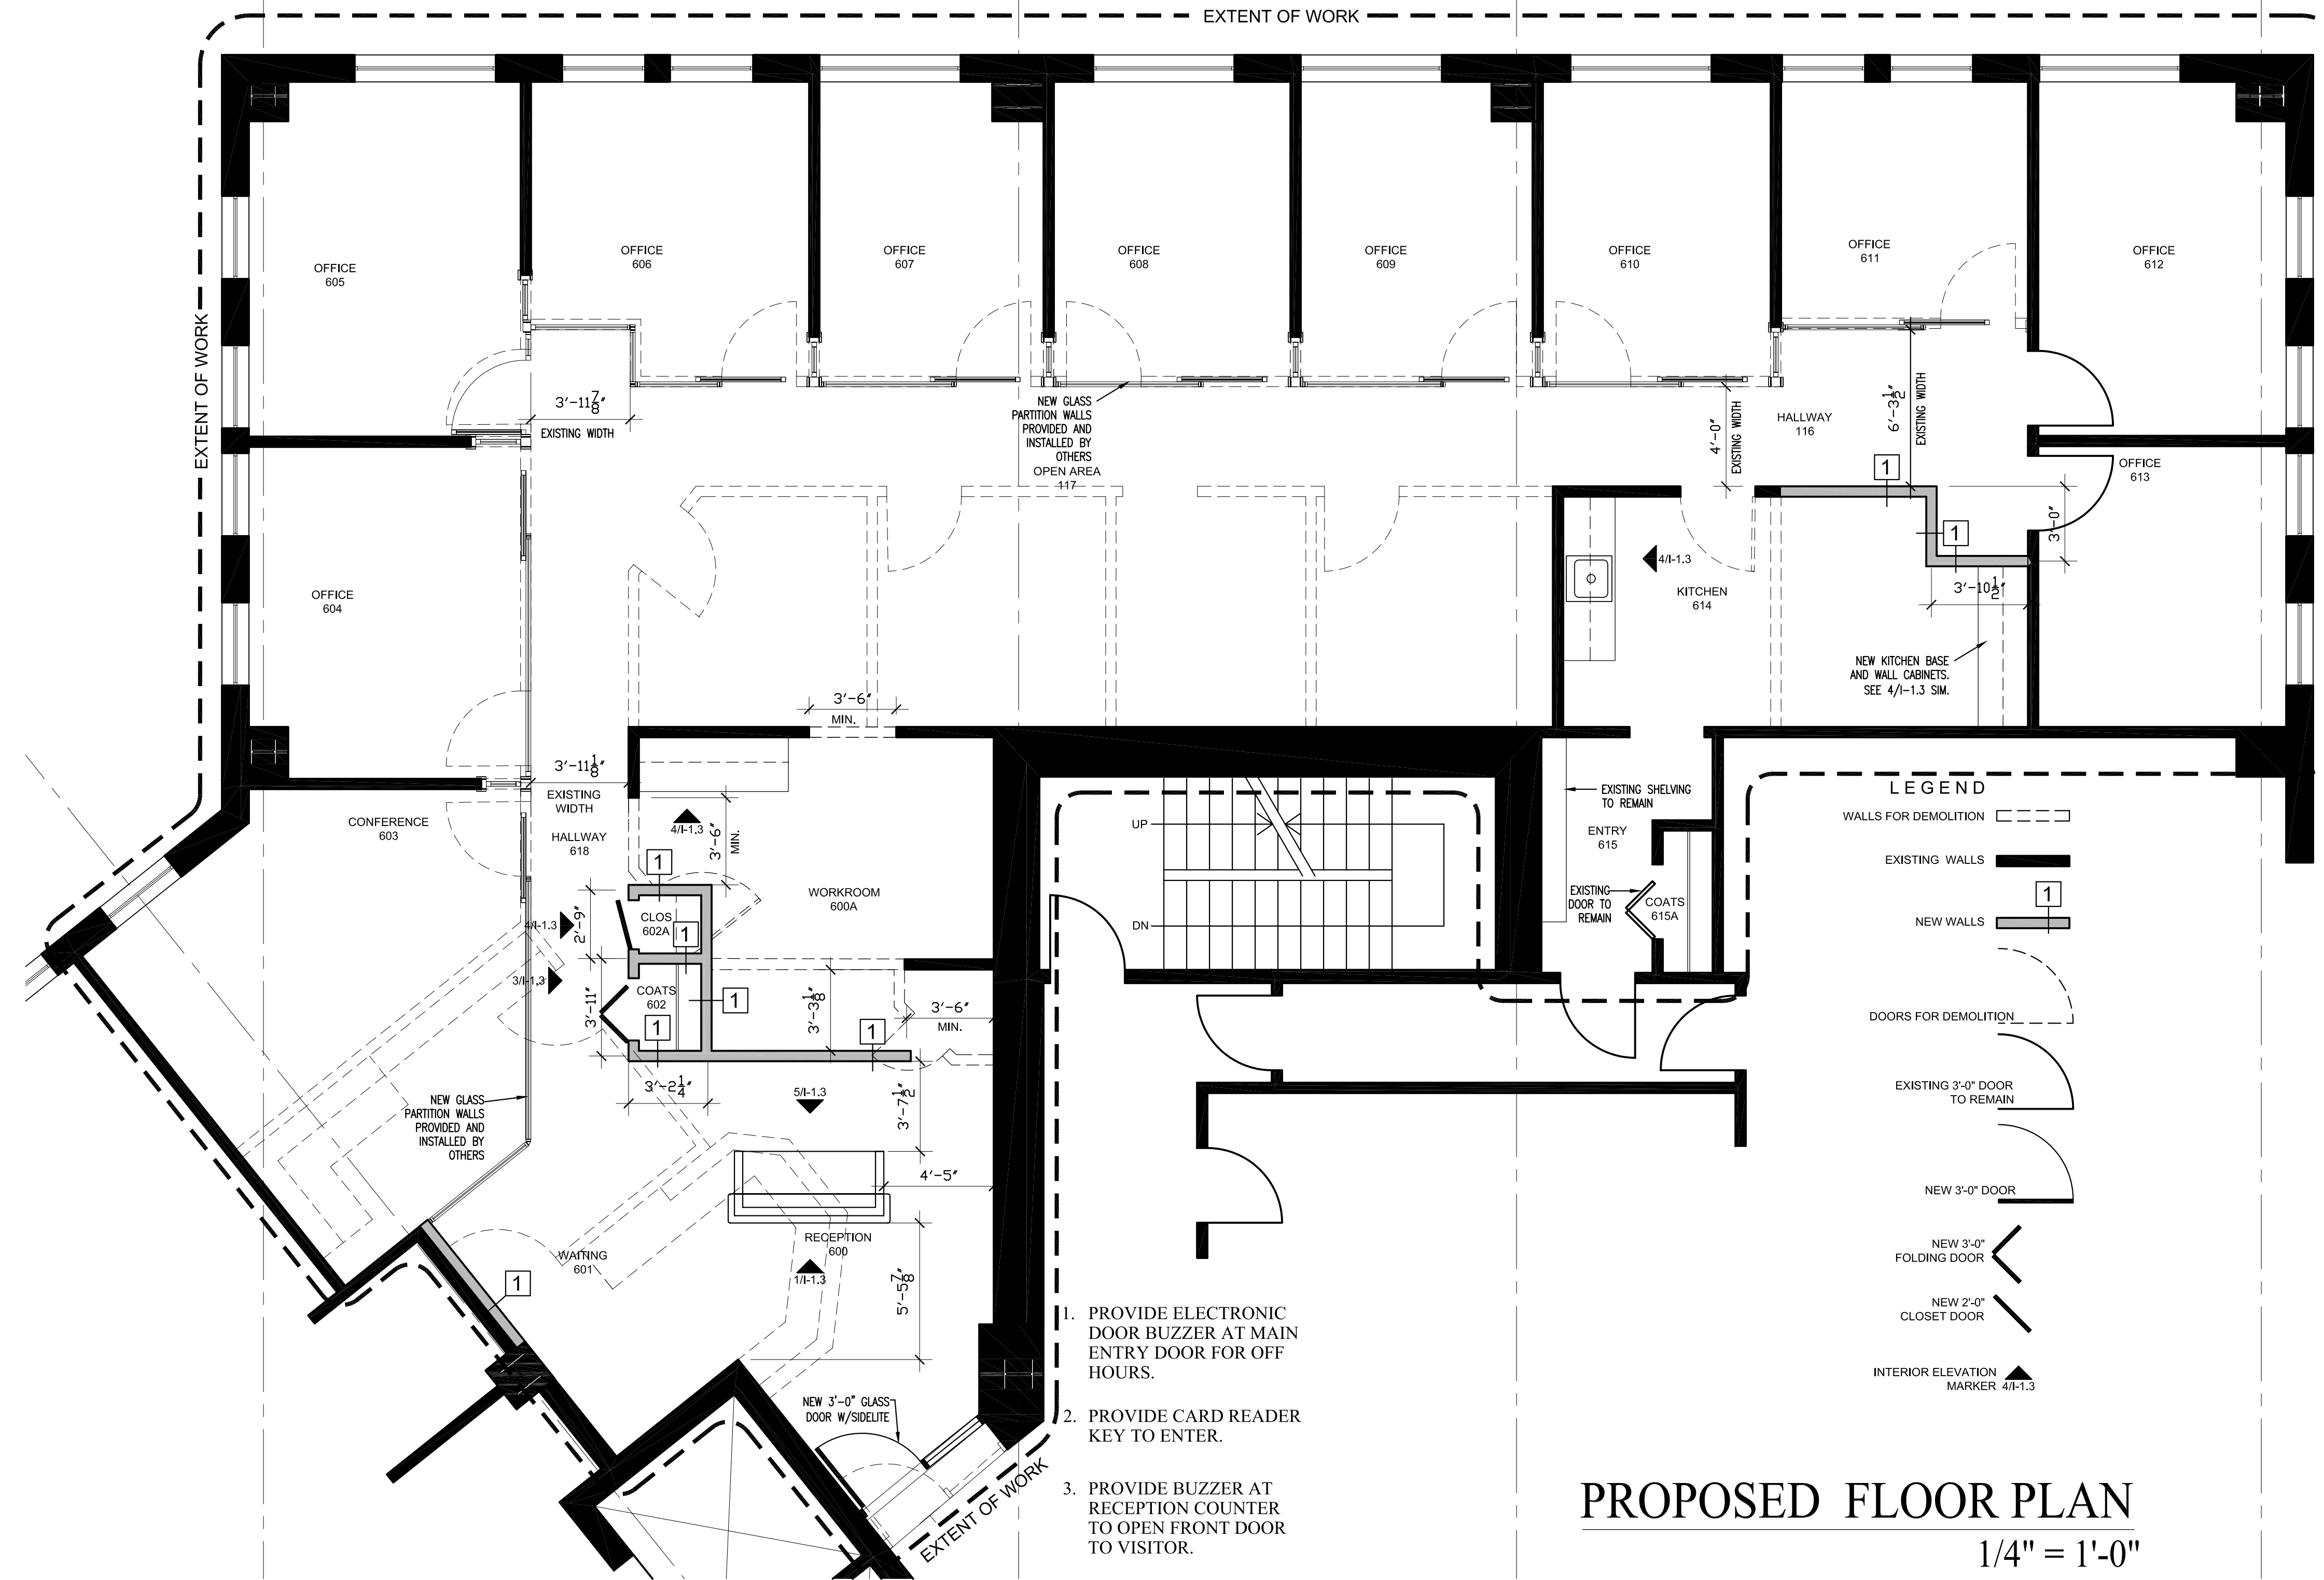 EXTENT OF WORK
EXTENT OF WORK
OFFICE
605
OFFICE
606
OFFICE
607
OFFICE
608
OFFICE
609
OFFICE
610
OFFICE
611
OFFICE
612
3'-11 7/8"
EXISTING WIDTH
NEW GLASS
PARTITION WALLS
PROVIDED AND
INSTALLED BY
OTHERS
OPEN AREA
117
4'-0"
EXISTING WIDTH
HALLWAY
116
6'-3 1/2"
EXISTING WIDTH
1
OFFICE
613
1
3'-0"
3'-10 1/2"
4/I-1.3
KITCHEN
614
NEW KITCHEN BASE
AND WALL CABINETS.
SEE 4/I-1.3 SIM.
OFFICE
604
3'-6"
MIN.
3'-11 1/8"
EXISTING
WIDTH
HALLWAY
618
CONFERENCE
603
4/I-1.3
3'-6"
MIN.
1
WORKROOM
600A
CLOS
602A
1
2'-9"
4/I-1.3
3/I-1.3
3'-11"
COATS
602
1
1
3'-3 1/8"
1
3'-6"
MIN.
3'-2 1/4"
5/I-1.3
3'-7 1/2"
4'-5"
NEW GLASS
PARTITION WALLS
PROVIDED AND
INSTALLED BY
OTHERS
WAITING
601
1
RECEPTION
600
1/I-1.3
5'-5 7/8"
NEW 3'-0" GLASS
DOOR W/SIDELITE
EXTENT OF WORK
UP
DN
EXISTING SHELVING
TO REMAIN
ENTRY
615
EXISTING
DOOR TO
REMAIN
COATS
615A
LEGEND
WALLS FOR DEMOLITION
EXISTING WALLS
1
NEW WALLS
DOORS FOR DEMOLITION
EXISTING 3'-0" DOOR
TO REMAIN
NEW 3'-0" DOOR
NEW 3'-0"
FOLDING DOOR
NEW 2'-0"
CLOSET DOOR
INTERIOR ELEVATION
MARKER 4/I-1.3
1. PROVIDE ELECTRONIC
DOOR BUZZER AT MAIN
ENTRY DOOR FOR OFF
HOURS.
2. PROVIDE CARD READER
KEY TO ENTER.
3. PROVIDE BUZZER AT
RECEPTION COUNTER
TO OPEN FRONT DOOR
TO VISITOR.
PROPOSED FLOOR PLAN
1/4" = 1'-0"